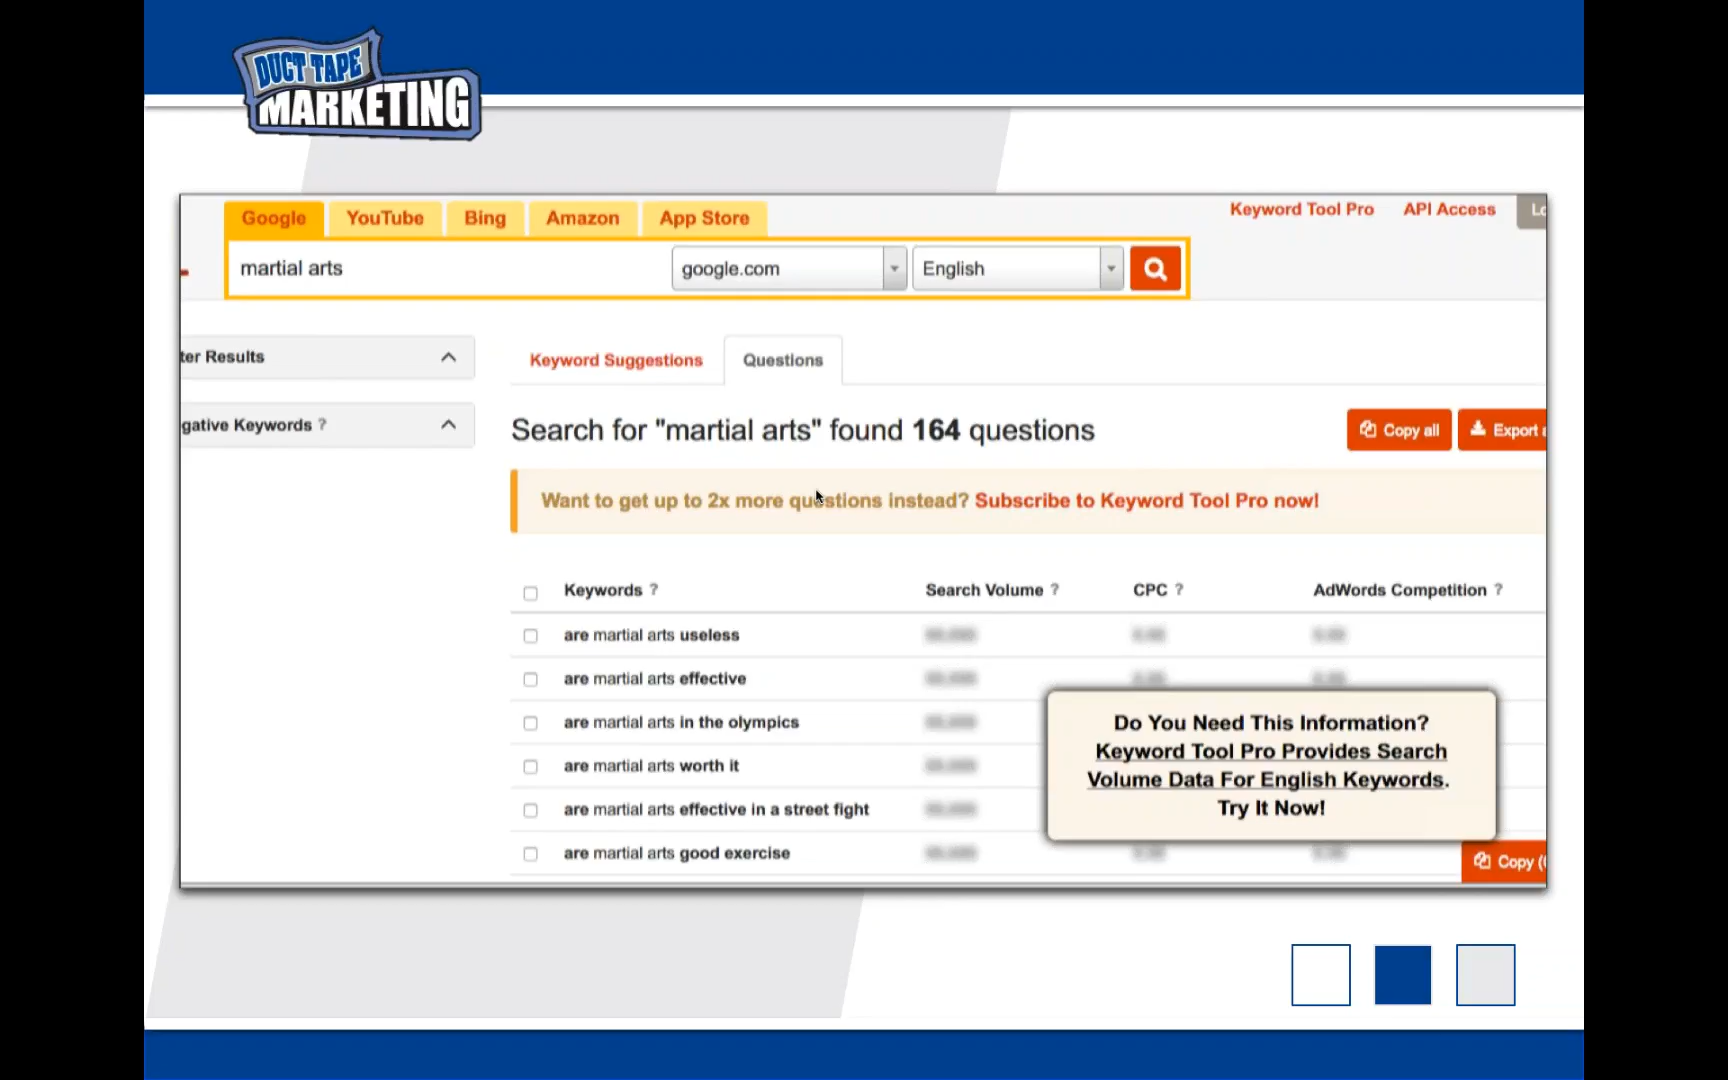 DUCT TAPE
MARKETING
Google YouTube Bing Amazon App Store
Keyword Tool Pro API Access
martial arts google.com English
ter Results
Keyword Suggestions Questions
gative Keywords ?
Search for "martial arts" found 164 questions
Copy all Export
Want to get up to 2x more questions instead? Subscribe to Keyword Tool Pro now!
Keywords ? Search Volume ? CPC ? AdWords Competition ?
are martial arts useless
are martial arts effective
are martial arts in the olympics
are martial arts worth it
are martial arts effective in a street fight
are martial arts good exercise
Do You Need This Information?
Keyword Tool Pro Provides Search
Volume Data For English Keywords.
Try It Now!
Copy (